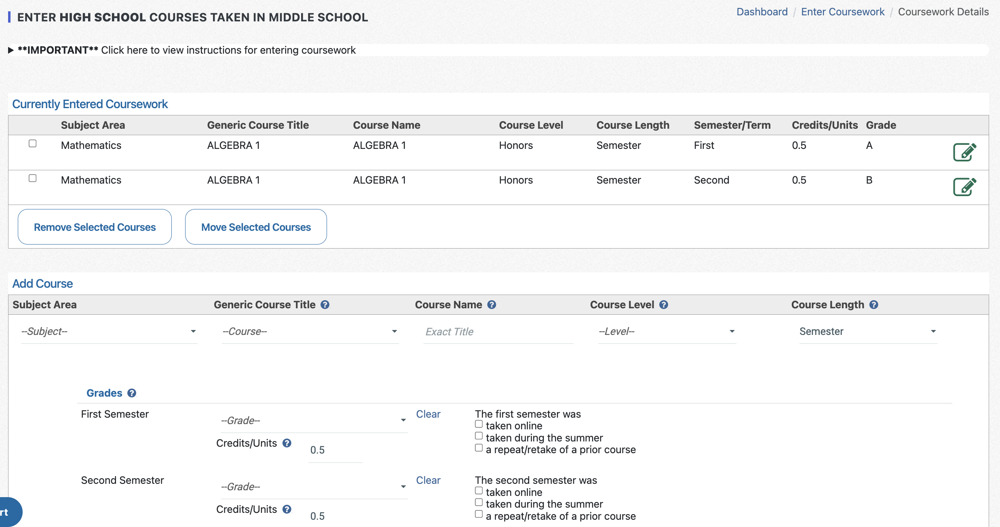 ENTER HIGH SCHOOL COURSES TAKEN IN MIDDLE SCHOOL
Dashboard / Enter Coursework / Coursework Details
**IMPORTANT** Click here to view instructions for entering coursework
Currently Entered Coursework
Subject Area Generic Course Title Course Name Course Level Course Length Semester/Term Credits/Units Grade
Mathematics ALGEBRA 1 ALGEBRA 1 Honors Semester First 0.5 A
Mathematics ALGEBRA 1 ALGEBRA 1 Honors Semester Second 0.5 B
Remove Selected Courses Move Selected Courses
Add Course
Subject Area Generic Course Title ? Course Name ? Course Level ? Course Length ?
--Subject-- --Course-- Exact Title --Level-- Semester
Grades ?
First Semester --Grade-- Clear The first semester was
taken online
taken during the summer
Credits/Units ? 0.5 a repeat/retake of a prior course
Second Semester --Grade-- Clear The second semester was
taken online
taken during the summer
Credits/Units ? 0.5 a repeat/retake of a prior course
rt